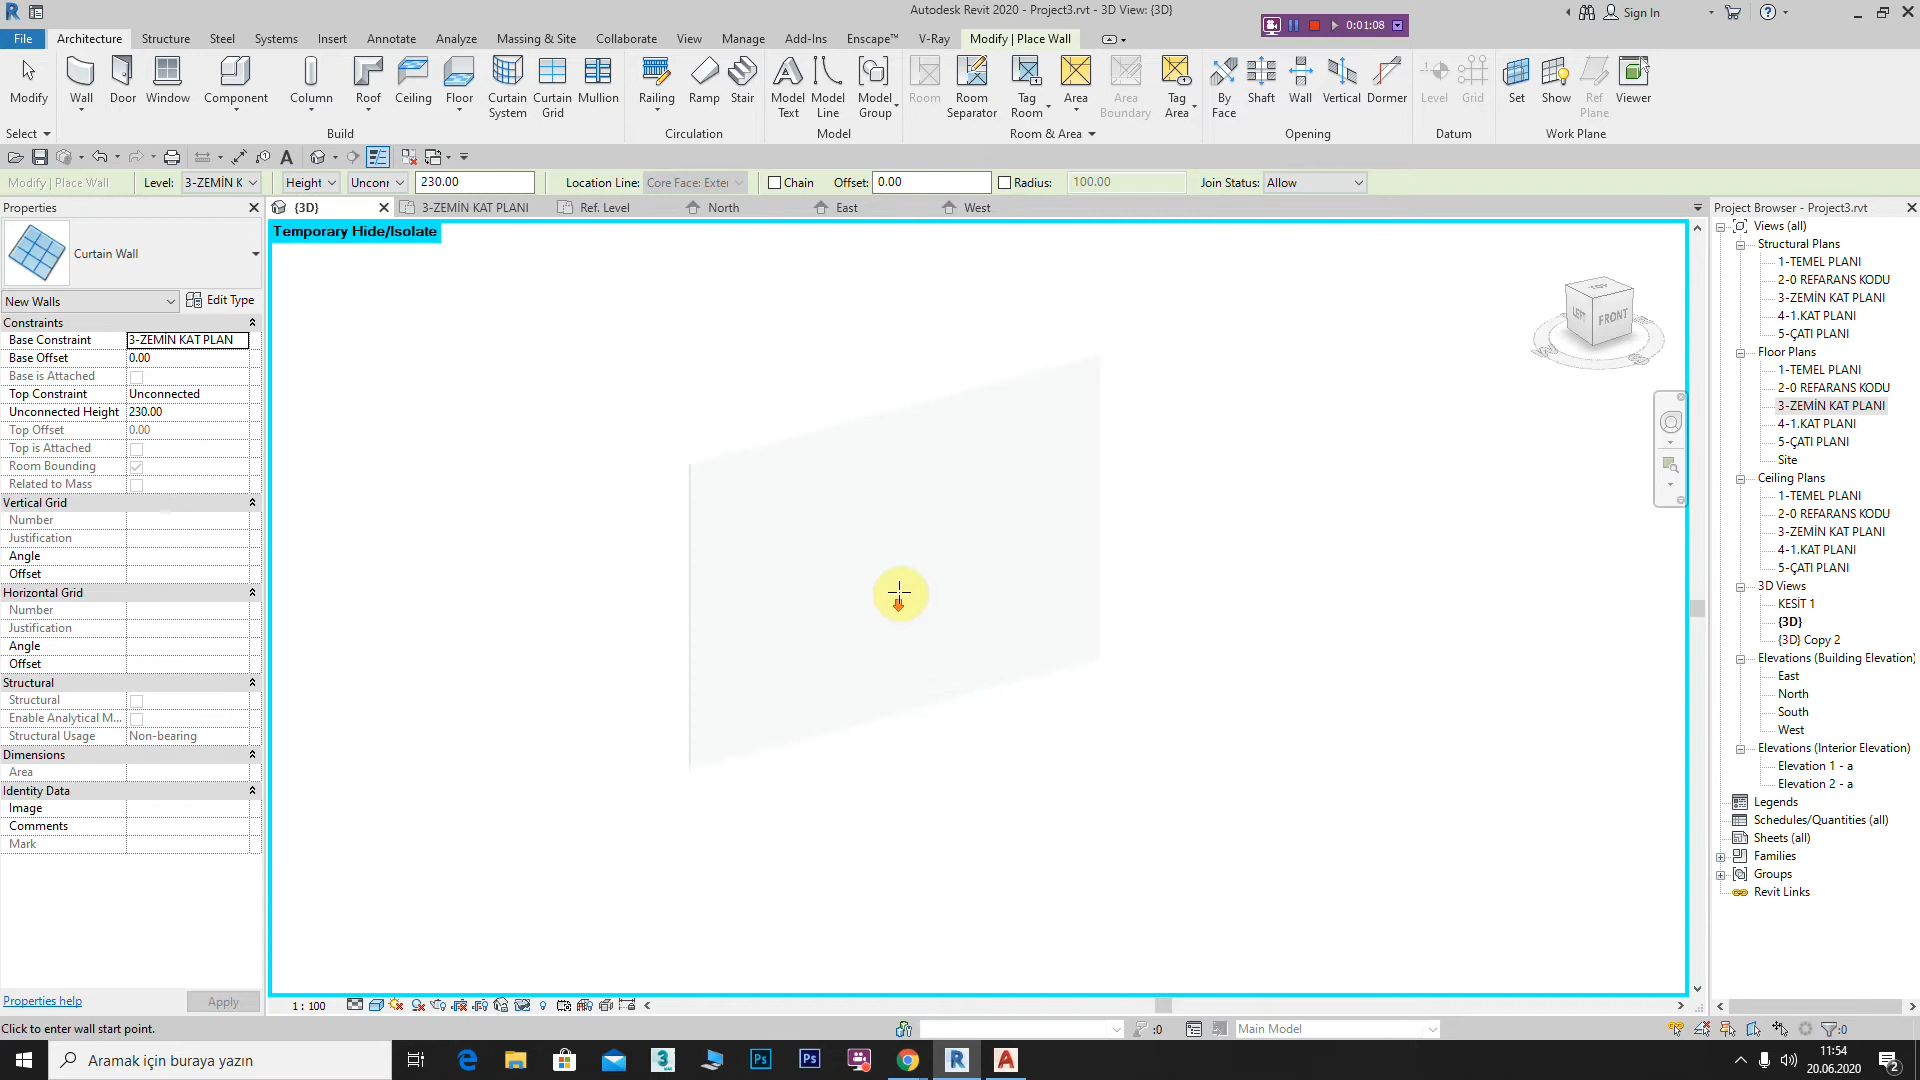 Autodesk Revit 2020 - Project3.rvt - 3D View: {3D}
0:01:08
Sign In
File Architecture Structure Steel Systems Insert Annotate Analyze Massing & Site Collaborate View Manage Add-Ins Enscape™ V-Ray Modify | Place Wall
Modify Wall Door Window Component Column Roof Ceiling Floor Curtain System Curtain Grid Mullion Railing Ramp Stair Model Text Model Line Model Group Room Room Separator Tag Room Area Area Boundary Tag Area By Face Shaft Wall Vertical Dormer Level Grid Set Show Ref Plane Viewer
Select Build Circulation Model Room & Area Opening Datum Work Plane
Modify | Place Wall Level: 3-ZEMİN K Height Unconr 230.00 Location Line: Core Face: Exter Chain Offset: 0.00 Radius: 100.00 Join Status: Allow
Properties
{3D} 3-ZEMİN KAT PLANI Ref. Level North East West
Project Browser - Project3.rvt
Temporary Hide/Isolate
Curtain Wall
New Walls Edit Type
Constraints
Base Constraint 3-ZEMİN KAT PLAN
Base Offset 0.00
Base is Attached
Top Constraint Unconnected
Unconnected Height 230.00
Top Offset 0.00
Top is Attached
Room Bounding
Related to Mass
Vertical Grid
Number
Justification
Angle
Offset
Horizontal Grid
Number
Justification
Angle
Offset
Structural
Structural
Enable Analytical M...
Structural Usage Non-bearing
Dimensions
Area
Identity Data
Image
Comments
Mark
Properties help Apply
TOP
LEFT FRONT
W S
Views (all)
Structural Plans
1-TEMEL PLANI
2-0 REFARANS KODU
3-ZEMİN KAT PLANI
4-1.KAT PLANI
5-ÇATI PLANI
Floor Plans
1-TEMEL PLANI
2-0 REFARANS KODU
3-ZEMİN KAT PLANI
4-1.KAT PLANI
5-ÇATI PLANI
Site
Ceiling Plans
1-TEMEL PLANI
2-0 REFARANS KODU
3-ZEMİN KAT PLANI
4-1.KAT PLANI
5-ÇATI PLANI
3D Views
KESİT 1
{3D}
{3D} Copy 2
Elevations (Building Elevation)
East
North
South
West
Elevations (Interior Elevation)
Elevation 1 - a
Elevation 2 - a
Legends
Schedules/Quantities (all)
Sheets (all)
Families
Groups
Revit Links
1 : 100
Click to enter wall start point.
:0
Main Model
:0
Aramak için buraya yazın
11:54
20.06.2020
2